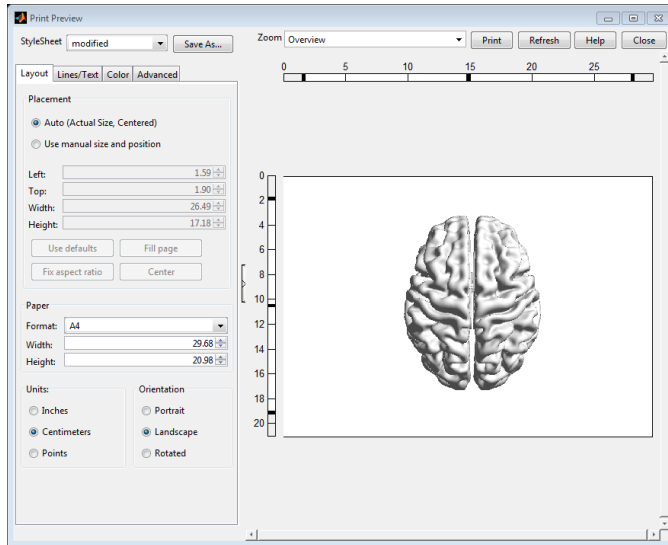 Print Preview
StyleSheet modified Save As... Zoom Overview Print Refresh Help Close
Layout Lines/Text Color Advanced
0 5 10 15 20 25
Placement
Auto (Actual Size, Centered)
Use manual size and position
Left: 1.59
Top: 1.90
Width: 26.49
Height: 17.18
Use defaults Fill page
Fix aspect ratio Center
Paper
Format: A4
Width: 29.68
Height: 20.98
Units: Orientation
Inches Portrait
Centimeters Landscape
Points Rotated
0
2
4
6
8
10
12
14
16
18
20